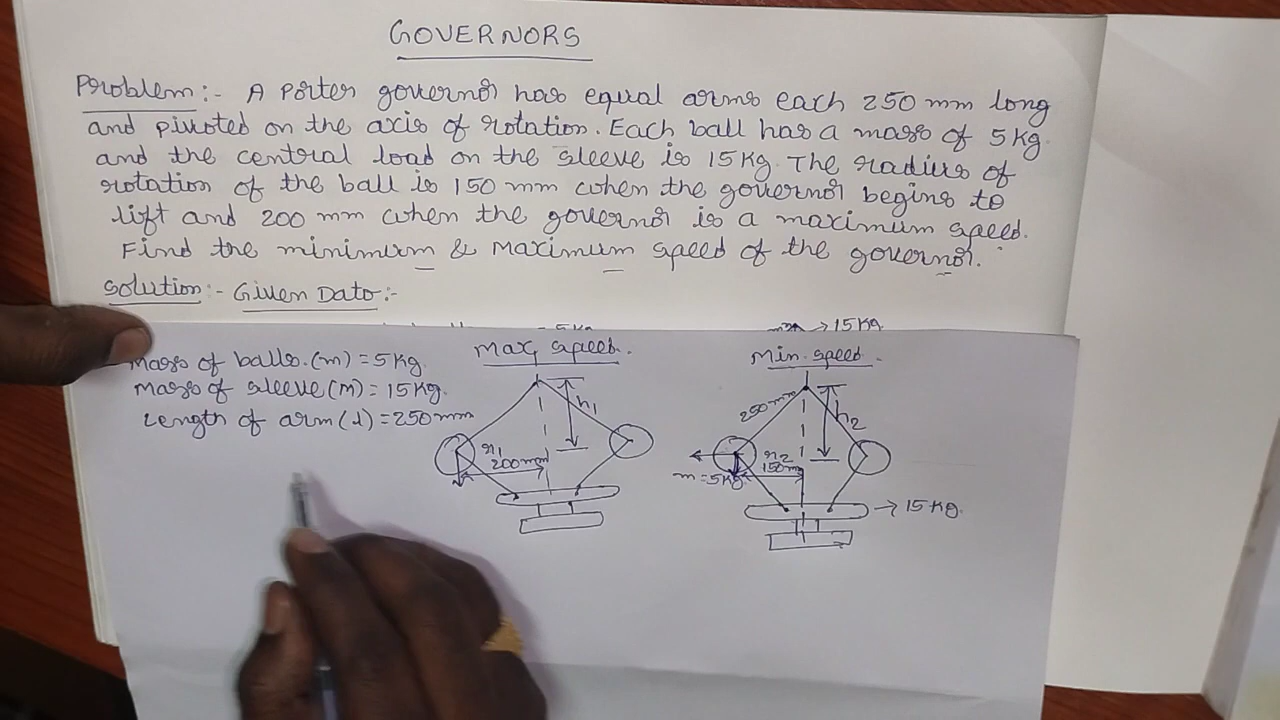 GOVERNORS
Problem:- A Porter governor has equal arms each 250 mm long
and pivoted on the axis of rotation. Each ball has a mass of 5 Kg
and the central load on the sleeve is 15 Kg. The radius of
rotation of the ball is 150 mm when the governor begins to
lift and 200 mm when the governor is a maximum speed.
Find the minimum & Maximum speed of the governor.
Solution:- Given Data:-
= 5 Kg
→ 15 Kg
Mass of balls.(m) = 5 Kg.
Mass of sleeve (M) = 15 Kg.
Length of arm (l) = 250 mm
Max. speed.
h1
r1
200mm
Min. speed.
250 mm
h2
r2
150m
m = 5Kg
→ 15 Kg.